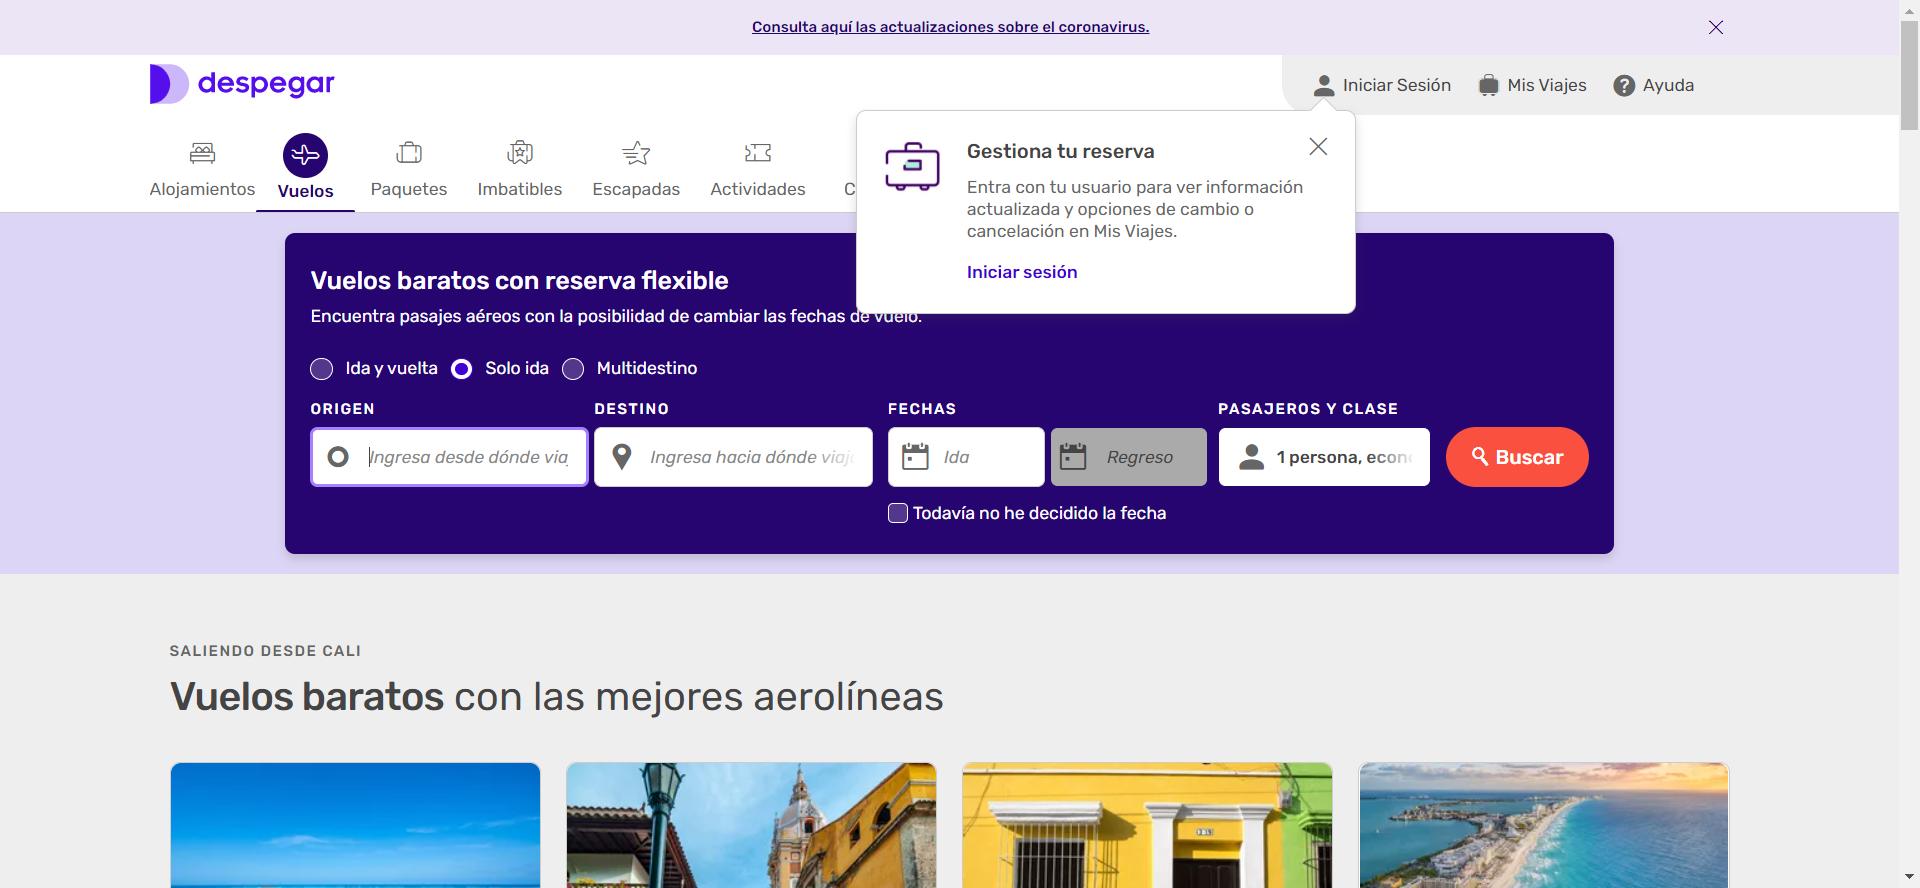 Consulta aquí las actualizaciones sobre el coronavirus.
despegar
Iniciar Sesión
Mis Viajes
Ayuda
Alojamientos
Vuelos
Paquetes
Imbatibles
Escapadas
Actividades
C
Gestiona tu reserva
Entra con tu usuario para ver información
actualizada y opciones de cambio o
cancelación en Mis Viajes.
Iniciar sesión
Vuelos baratos con reserva flexible
Encuentra pasajes aéreos con la posibilidad de cambiar las fechas de vuelo.
Ida y vuelta
Solo ida
Multidestino
ORIGEN
DESTINO
FECHAS
PASAJEROS Y CLASE
Ingresa desde dónde viaj
Ingresa hacia dónde viaja
Ida
Regreso
1 persona, econo
Buscar
Todavía no he decidido la fecha
SALIENDO DESDE CALI
Vuelos baratos con las mejores aerolíneas